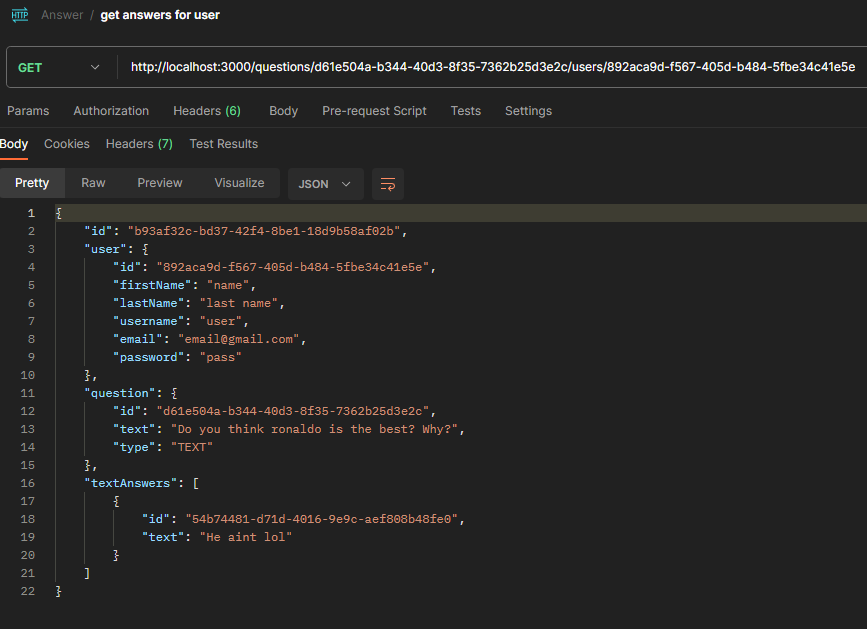 HTTP Answer / get answers for user
GET http://localhost:3000/questions/d61e504a-b344-40d3-8f35-7362b25d3e2c/users/892aca9d-f567-405d-b484-5fbe34c41e5e
Params Authorization Headers (6) Body Pre-request Script Tests Settings
Body Cookies Headers (7) Test Results
Pretty Raw Preview Visualize JSON
1 {
2 "id": "b93af32c-bd37-42f4-8be1-18d9b58af02b",
3 "user": {
4 "id": "892aca9d-f567-405d-b484-5fbe34c41e5e",
5 "firstName": "name",
6 "lastName": "last name",
7 "username": "user",
8 "email": "email@gmail.com",
9 "password": "pass"
10 },
11 "question": {
12 "id": "d61e504a-b344-40d3-8f35-7362b25d3e2c",
13 "text": "Do you think ronaldo is the best? Why?",
14 "type": "TEXT"
15 },
16 "textAnswers": [
17 {
18 "id": "54b74481-d71d-4016-9e9c-aef808b48fe0",
19 "text": "He aint lol"
20 }
21 ]
22 }